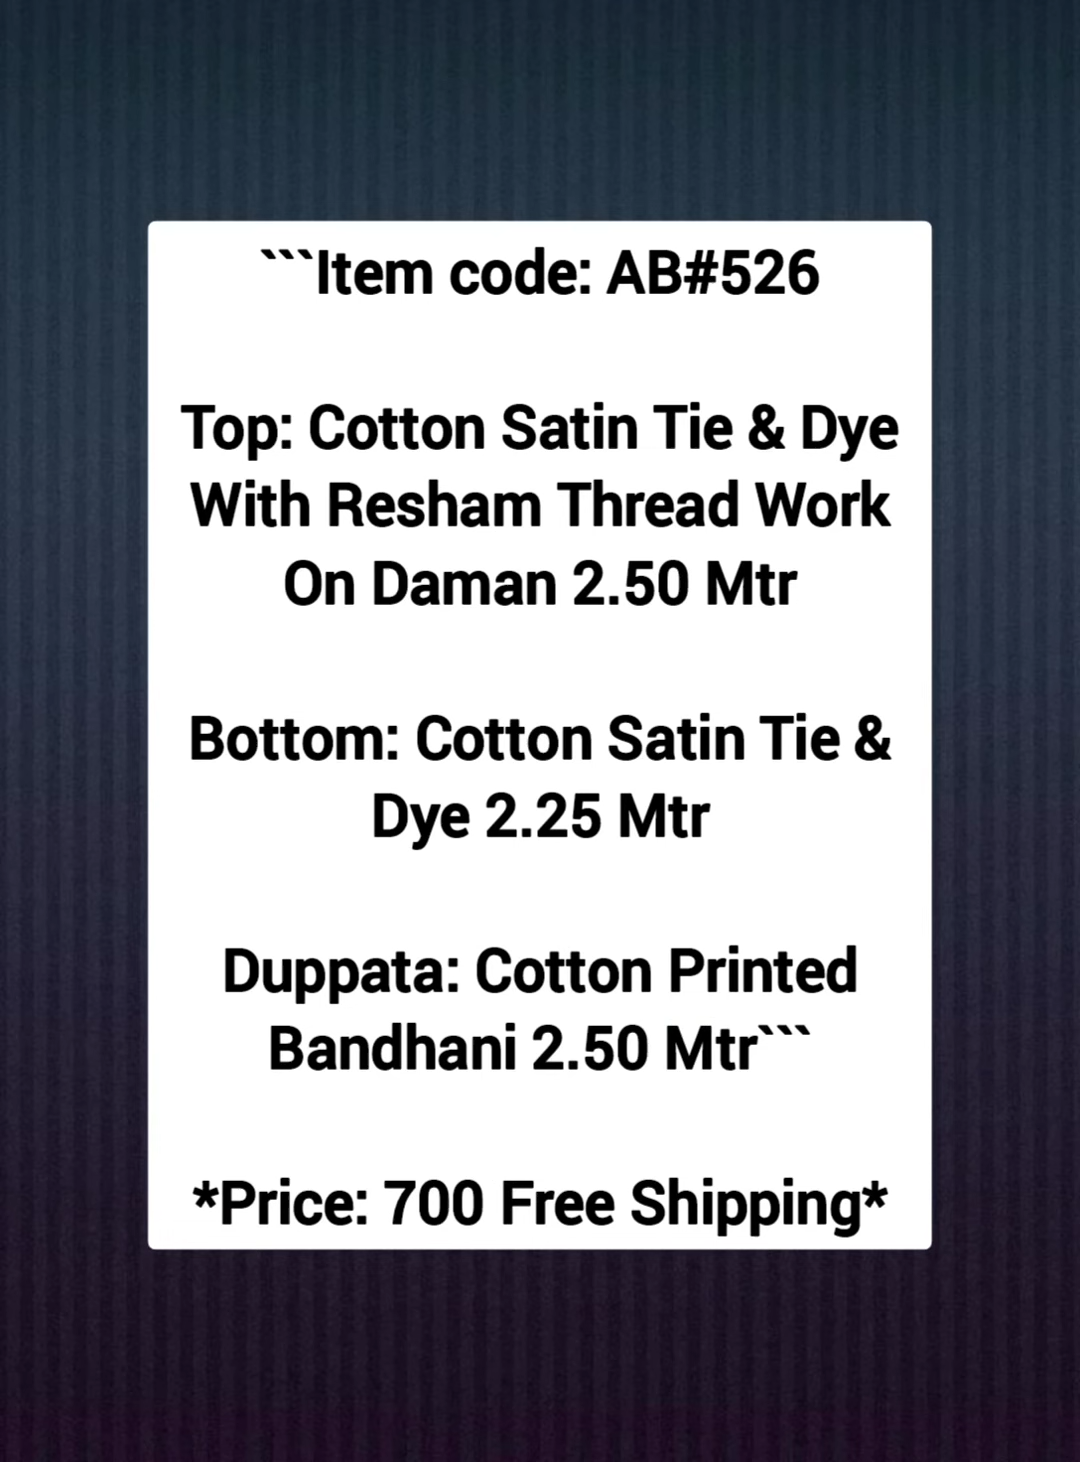 ```Item code: AB#526
Top: Cotton Satin Tie & Dye
With Resham Thread Work
On Daman 2.50 Mtr
Bottom: Cotton Satin Tie &
Dye 2.25 Mtr
Duppata: Cotton Printed
Bandhani 2.50 Mtr```
*Price: 700 Free Shipping*